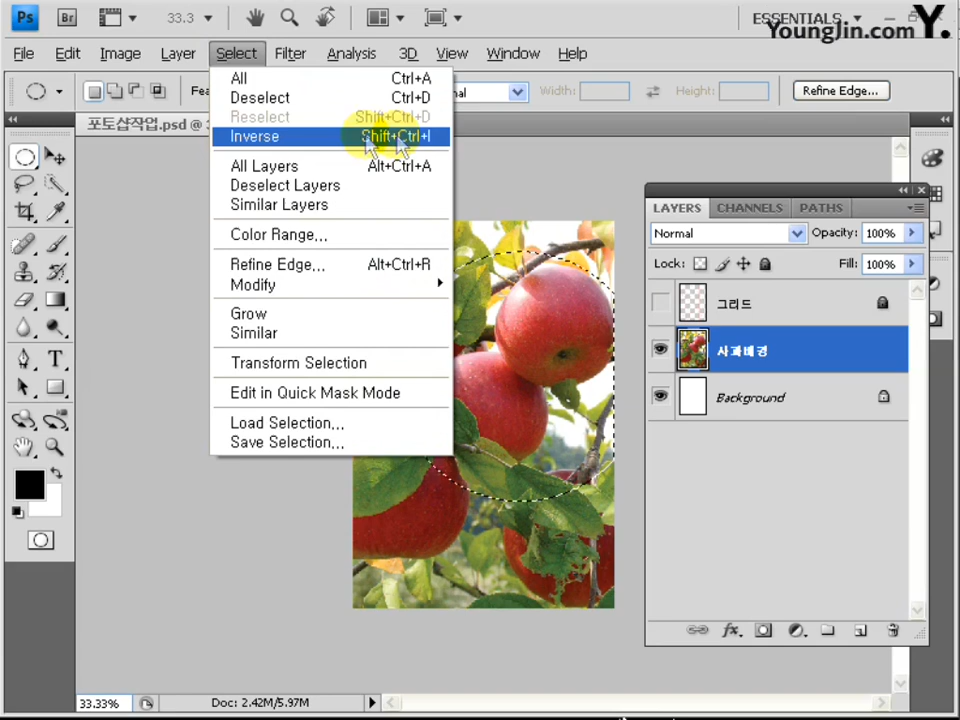 Ps Br 33.3 ESSENTIALS
YoungJin.com Y.
File Edit Image Layer Select Filter Analysis 3D View Window Help
Width: Height: Refine Edge...
포토샵작업.psd @
All Ctrl+A
Deselect Ctrl+D
Reselect Shift+Ctrl+D
Inverse Shift+Ctrl+I
All Layers Alt+Ctrl+A
Deselect Layers
Similar Layers
Color Range...
Refine Edge... Alt+Ctrl+R
Modify
Grow
Similar
Transform Selection
Edit in Quick Mask Mode
Load Selection...
Save Selection...
LAYERS CHANNELS PATHS
Normal Opacity: 100%
Lock: Fill: 100%
그리드
사과배경
Background
33.33% Doc: 2.42M/5.97M